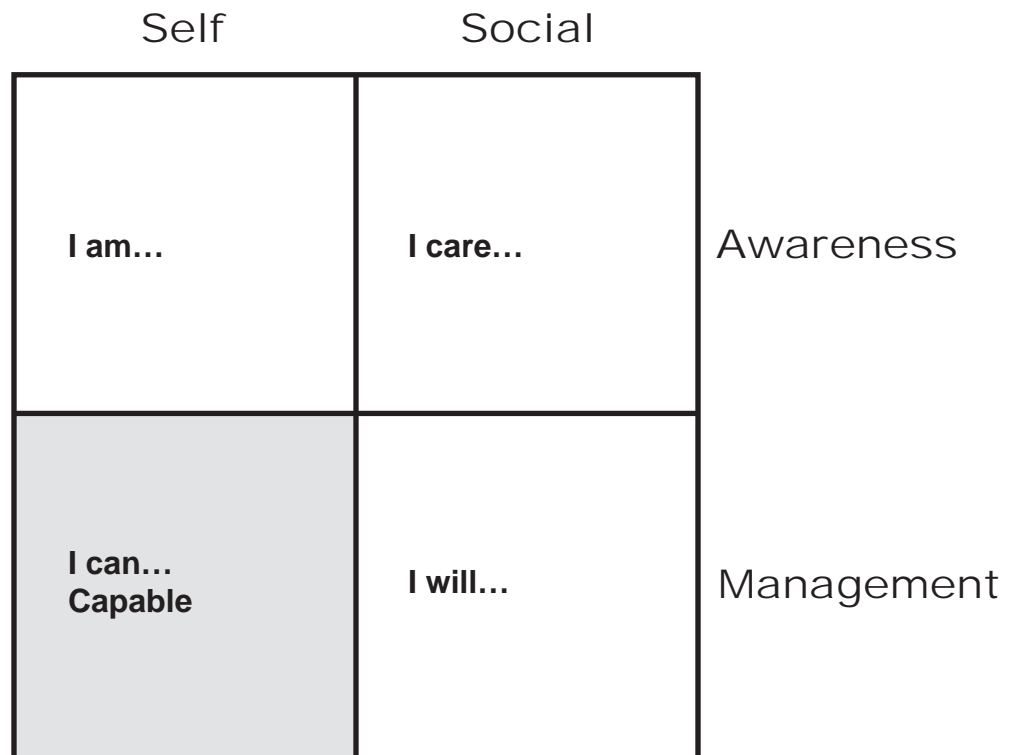 Self Social
I am… I care… Awareness
I can…
Capable
I will… Management